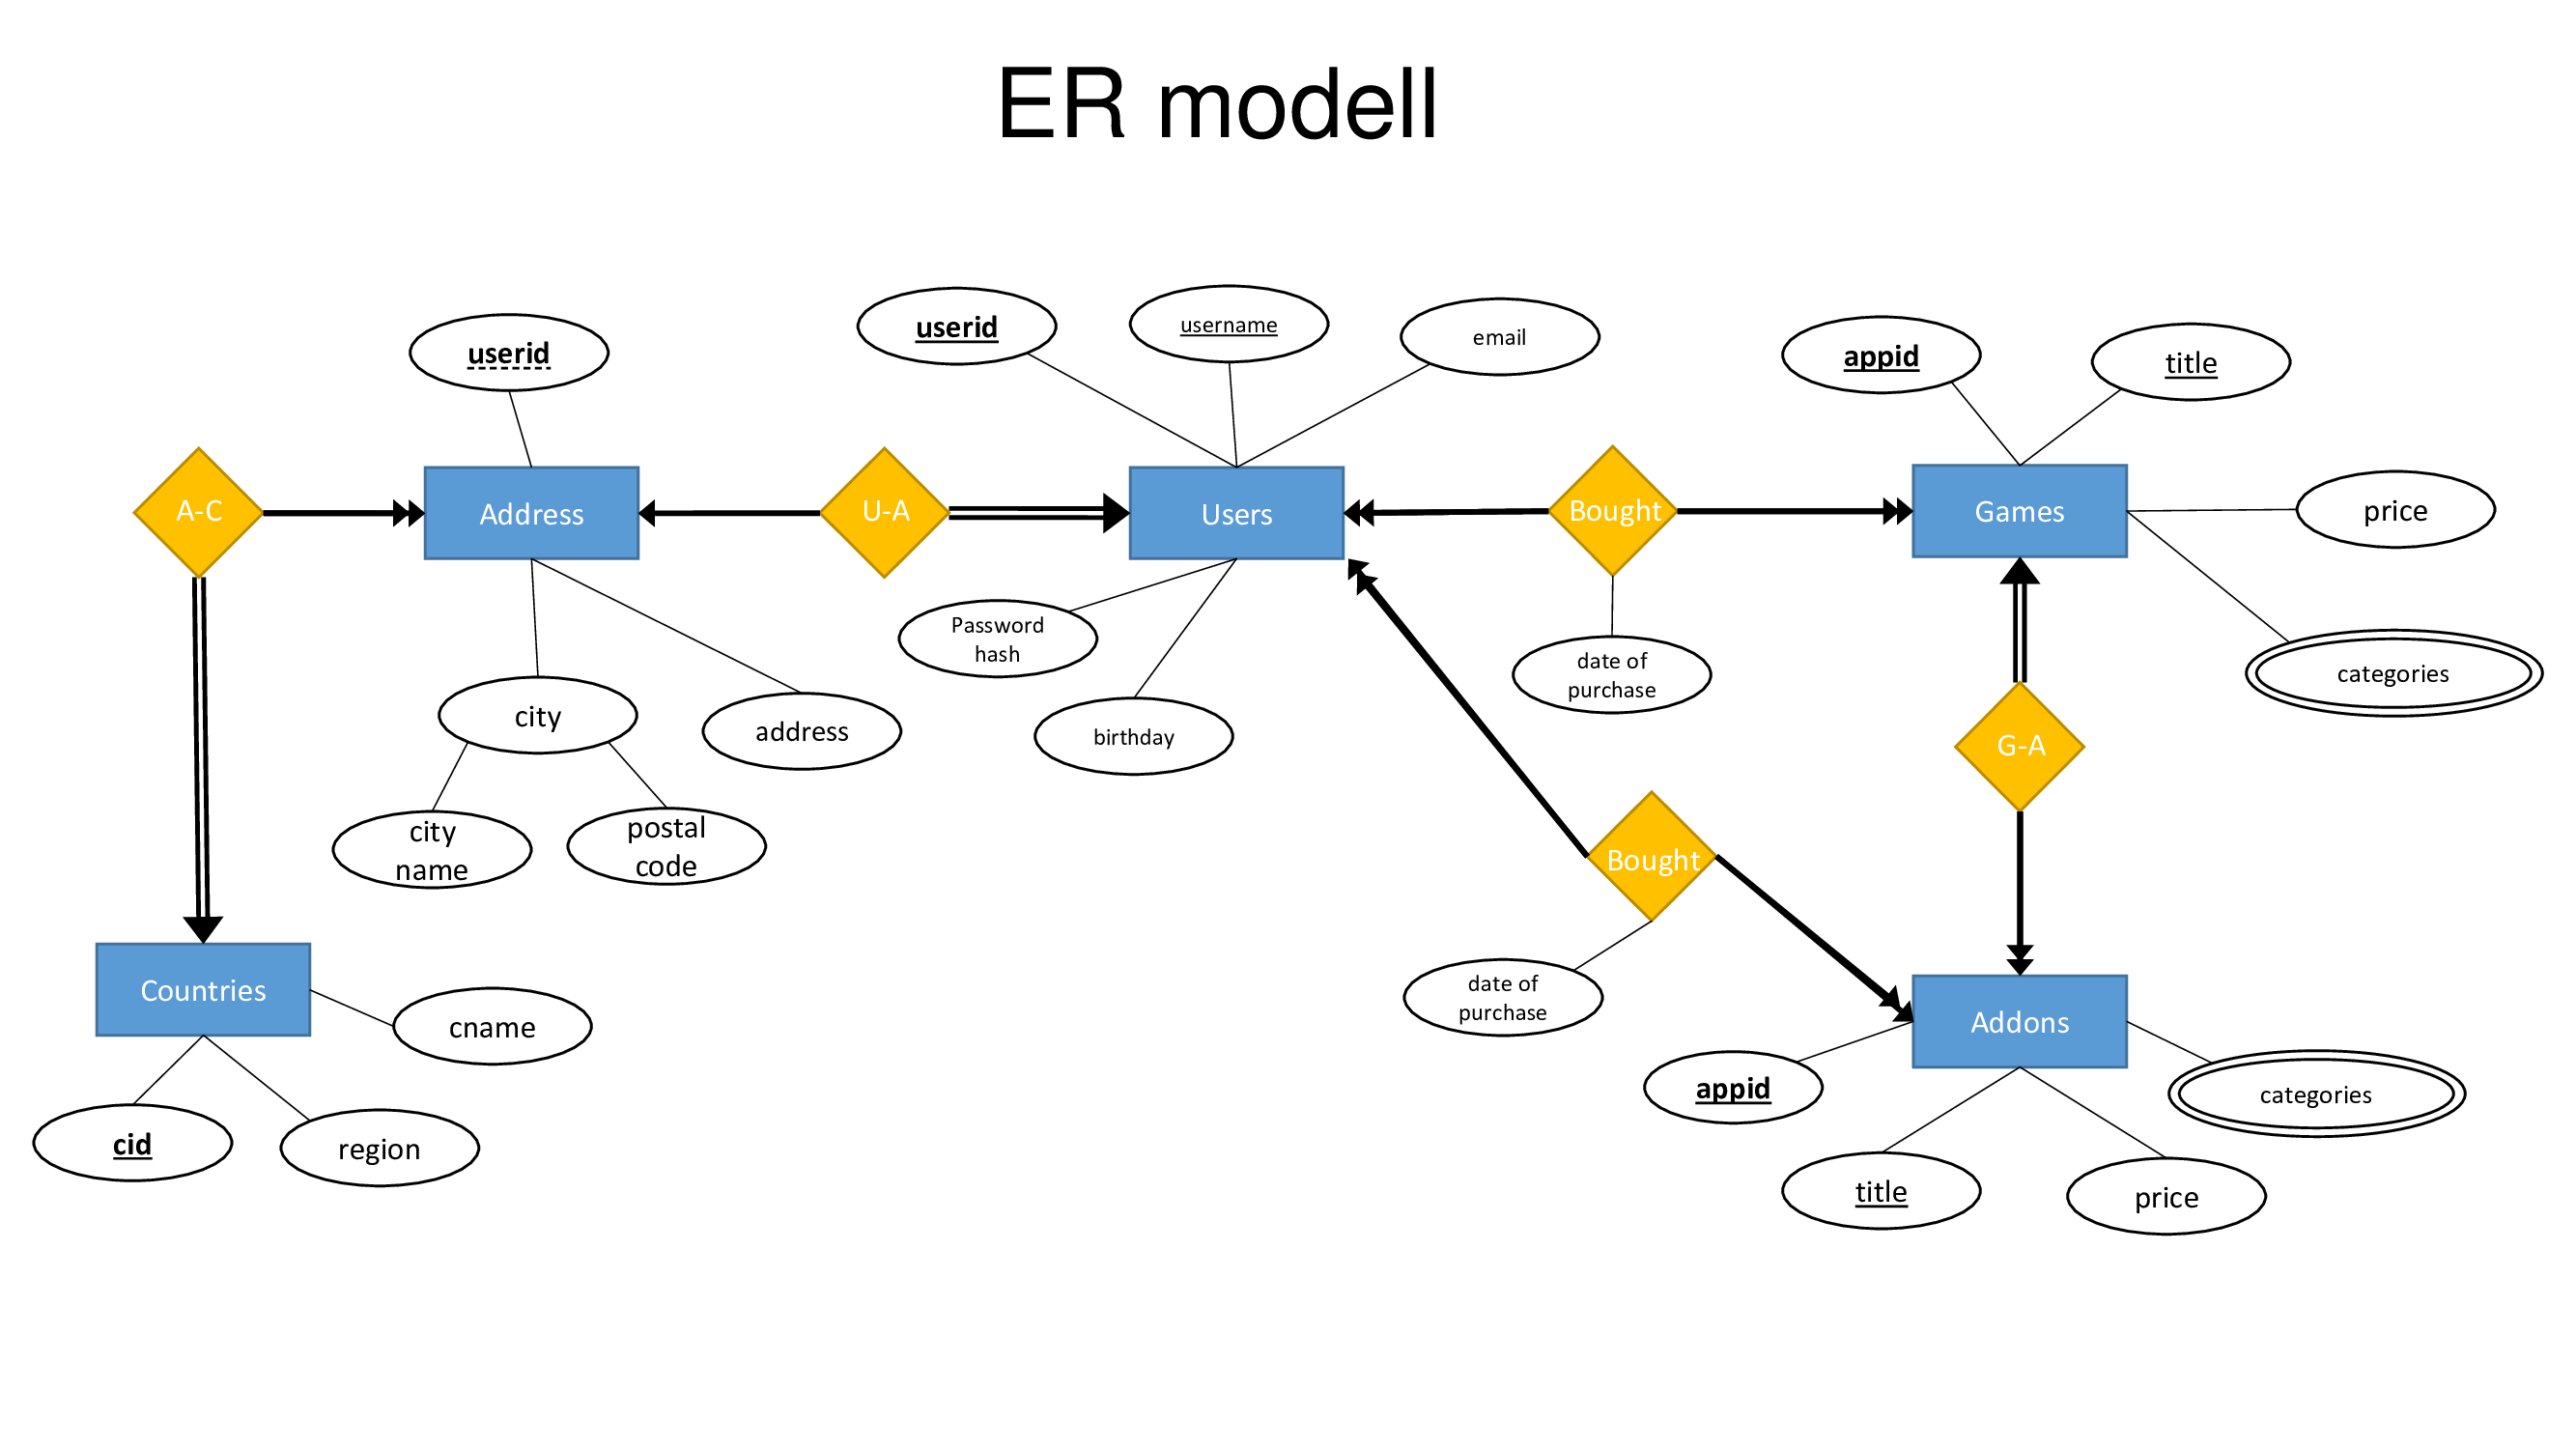 ER modell
userid
username
email
userid
appid
title
A-C
Address
U-A
Users
Bought
Games
price
Password
hash
date of
purchase
categories
city
address
birthday
G-A
city
name
postal
code
Bought
Countries
cname
date of
purchase
Addons
appid
categories
cid
region
title
price